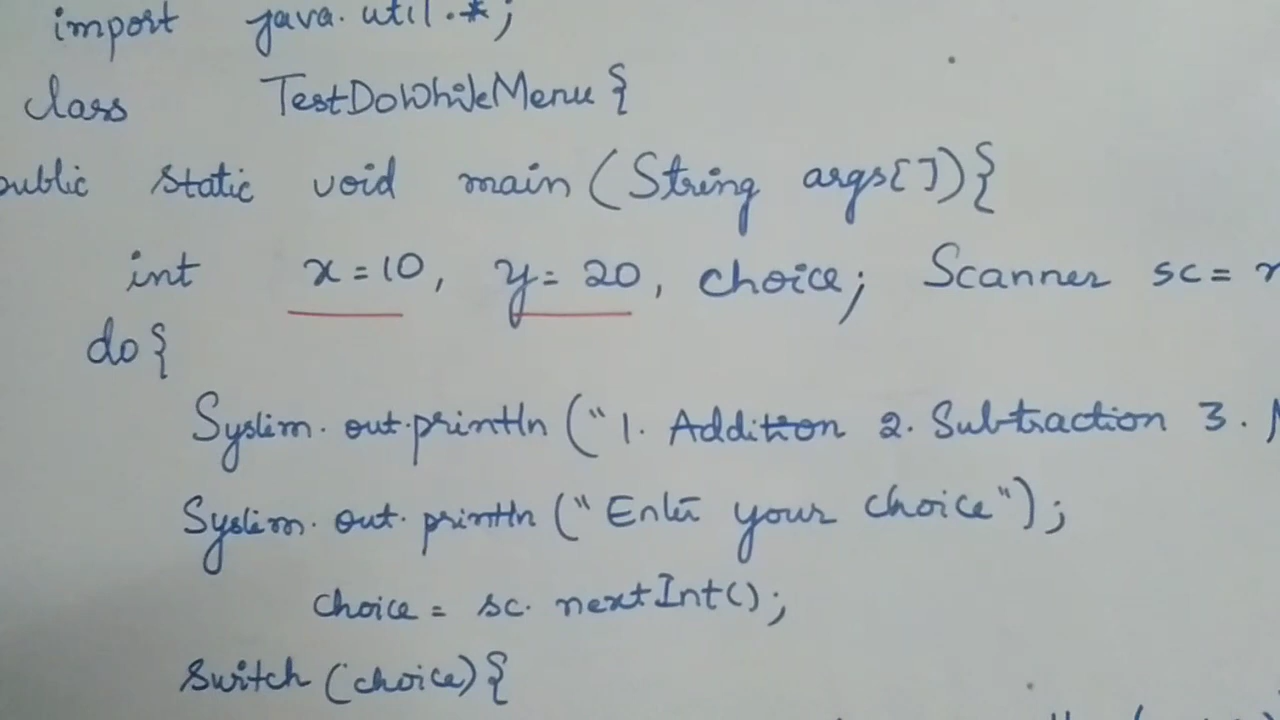 import java.util.*;
class TestDoWhileMenu{
public static void main(String args[]){
int x=10, y=20, choice; Scanner sc=
do{
System.out.println("1. Addition 2. Subtraction 3.
System.out.println("Enter your choice");
choice = sc.nextInt();
switch(choice){